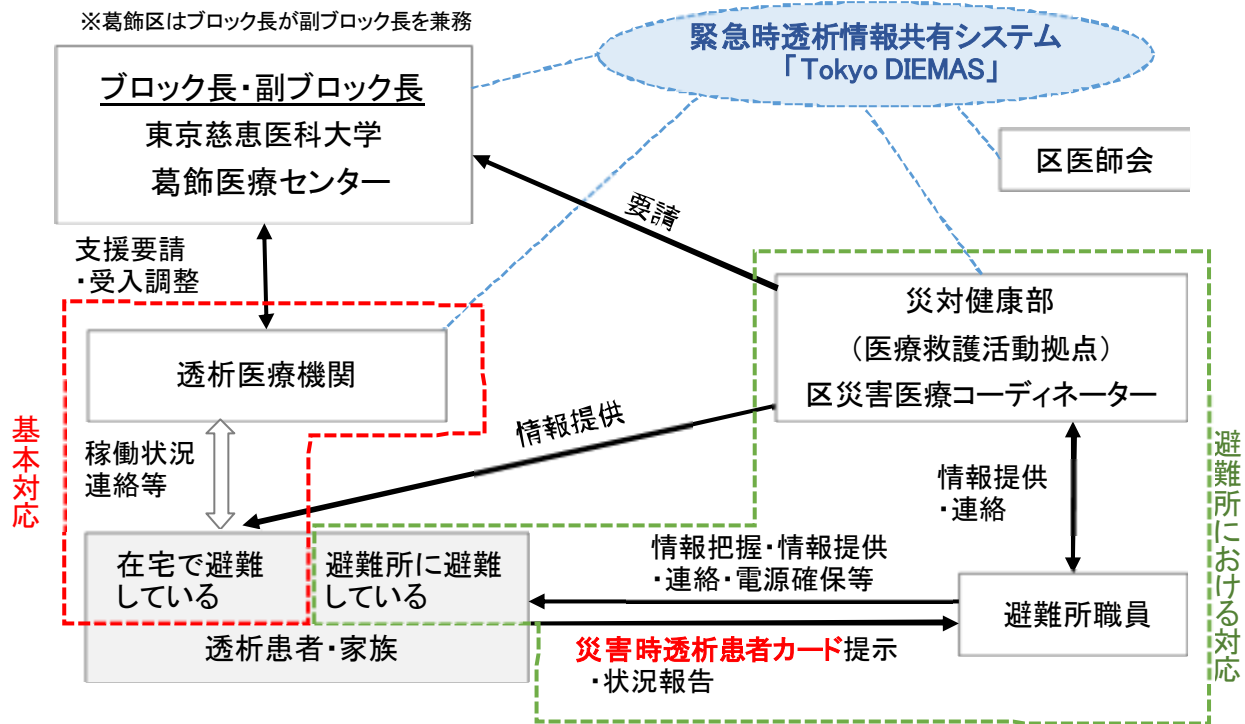 ※葛飾区はブロック長が副ブロック長を兼務
緊急時透析情報共有システム
「Tokyo DIEMAS」
ブロック長・副ブロック長
東京慈恵医科大学
葛飾医療センター
区医師会
要請
支援要請
・受入調整
災対健康部
（医療救護活動拠点）
区災害医療コーディネーター
透析医療機関
基本対応
稼働状況
連絡等
情報提供
避難所における対応
情報提供
・連絡
在宅で避難
している
避難所に避難
している
透析患者・家族
情報把握・情報提供
・連絡・電源確保等
避難所職員
災害時透析患者カード提示
・状況報告